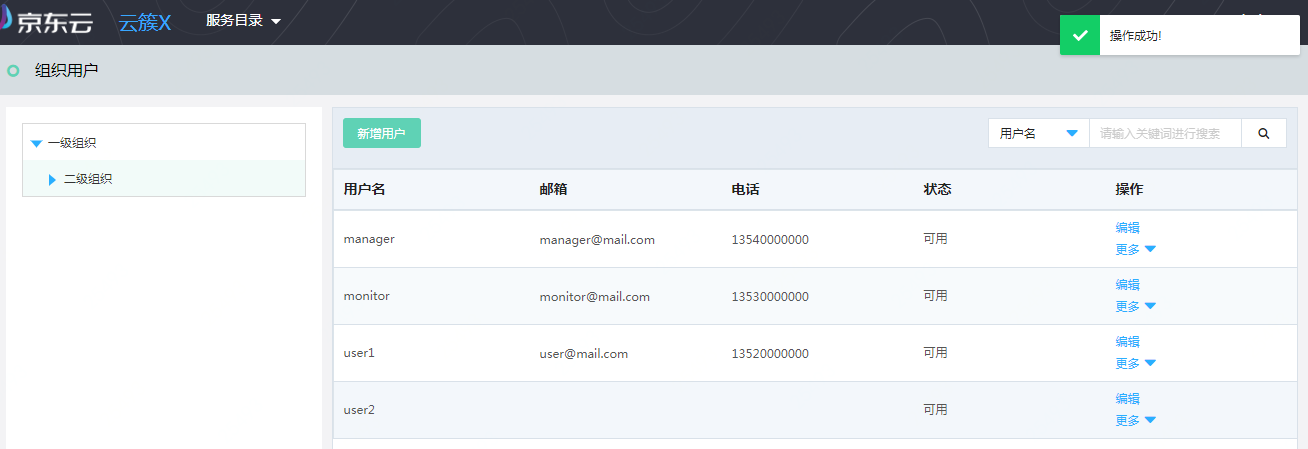 京东云 云簇X 服务目录
操作成功!
组织用户
一级组织
二级组织
新增用户 用户名 请输入关键词进行搜索
用户名 邮箱 电话 状态 操作
manager manager@mail.com 13540000000 可用 编辑
更多
monitor monitor@mail.com 13530000000 可用 编辑
更多
user1 user@mail.com 13520000000 可用 编辑
更多
user2 可用 编辑
更多